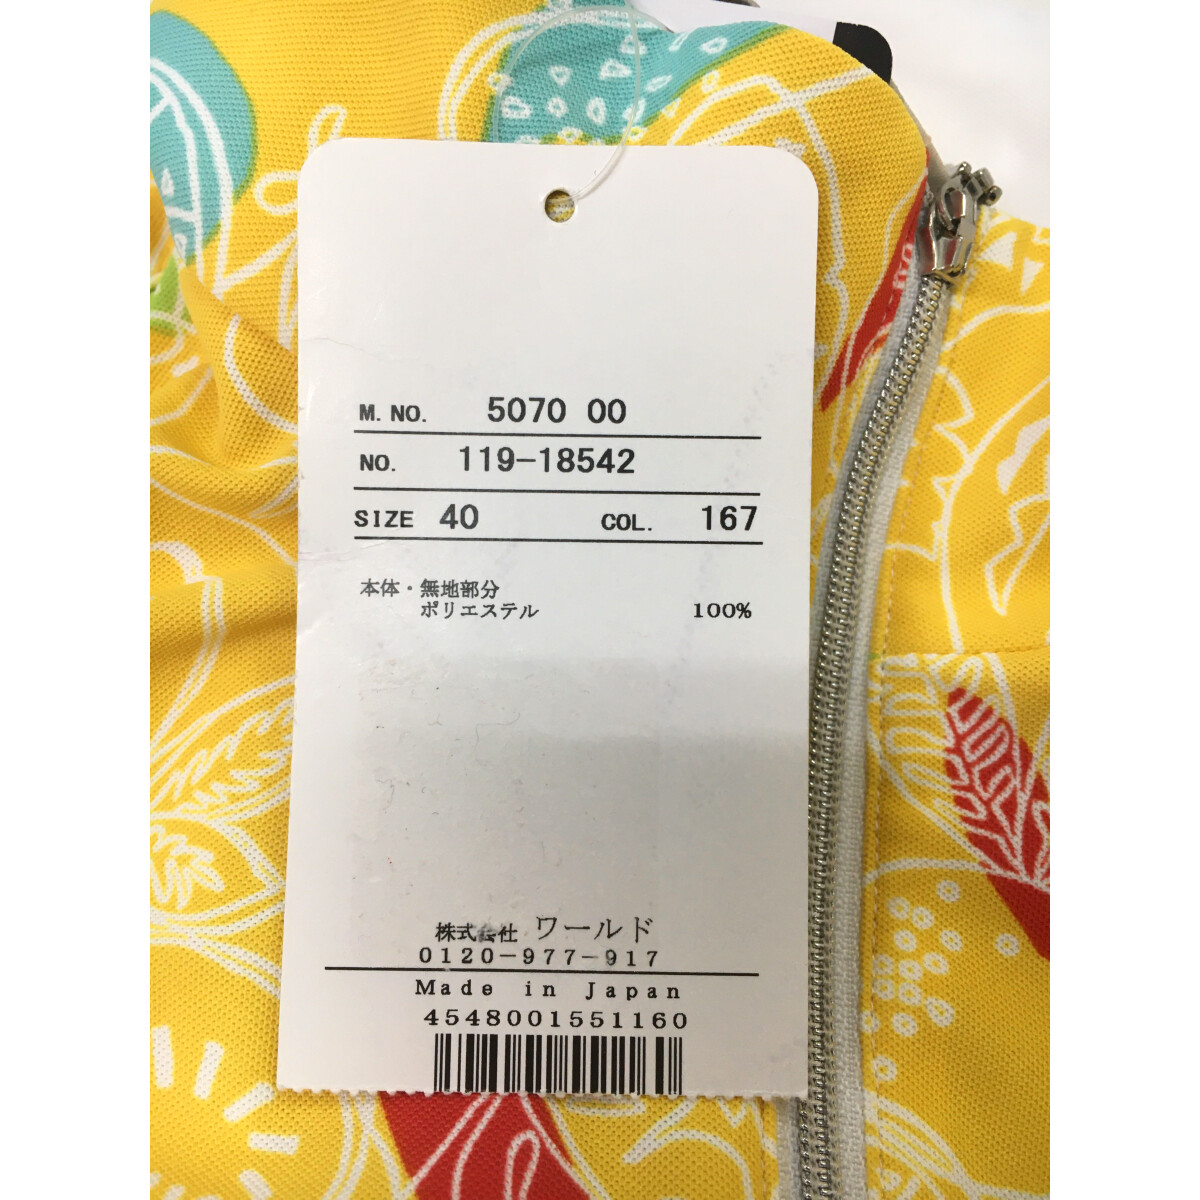 M. NO. 5070 00
NO. 119-18542
SIZE 40 COL. 167
本体・無地部分
ポリエステル 100%
株式会社 ワールド
0120-977-917
Made in Japan
4548001551160